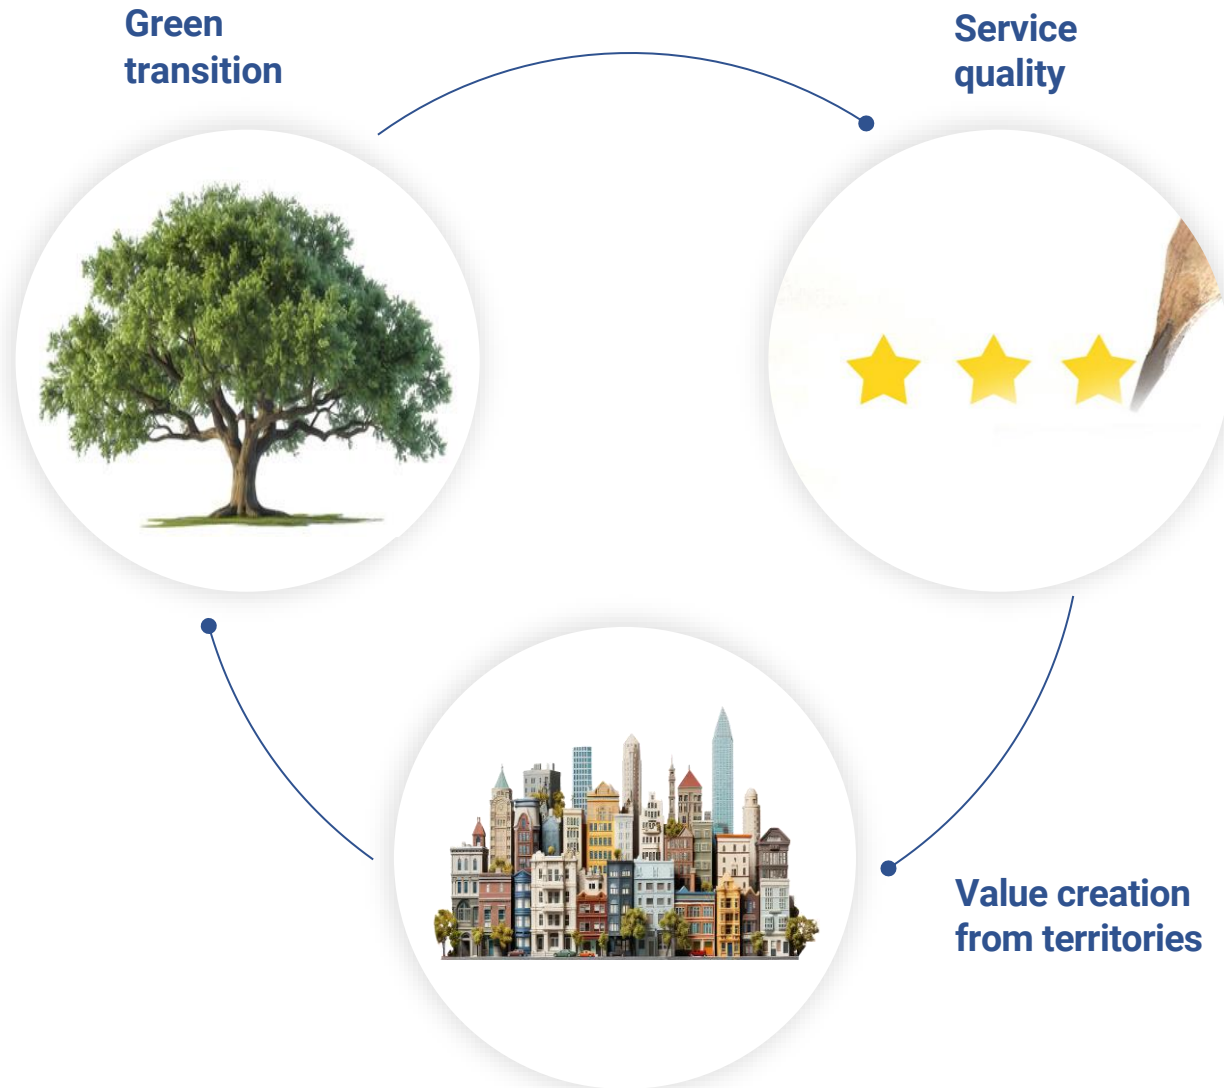 Green
transition
Service
quality
Value creation
from territories